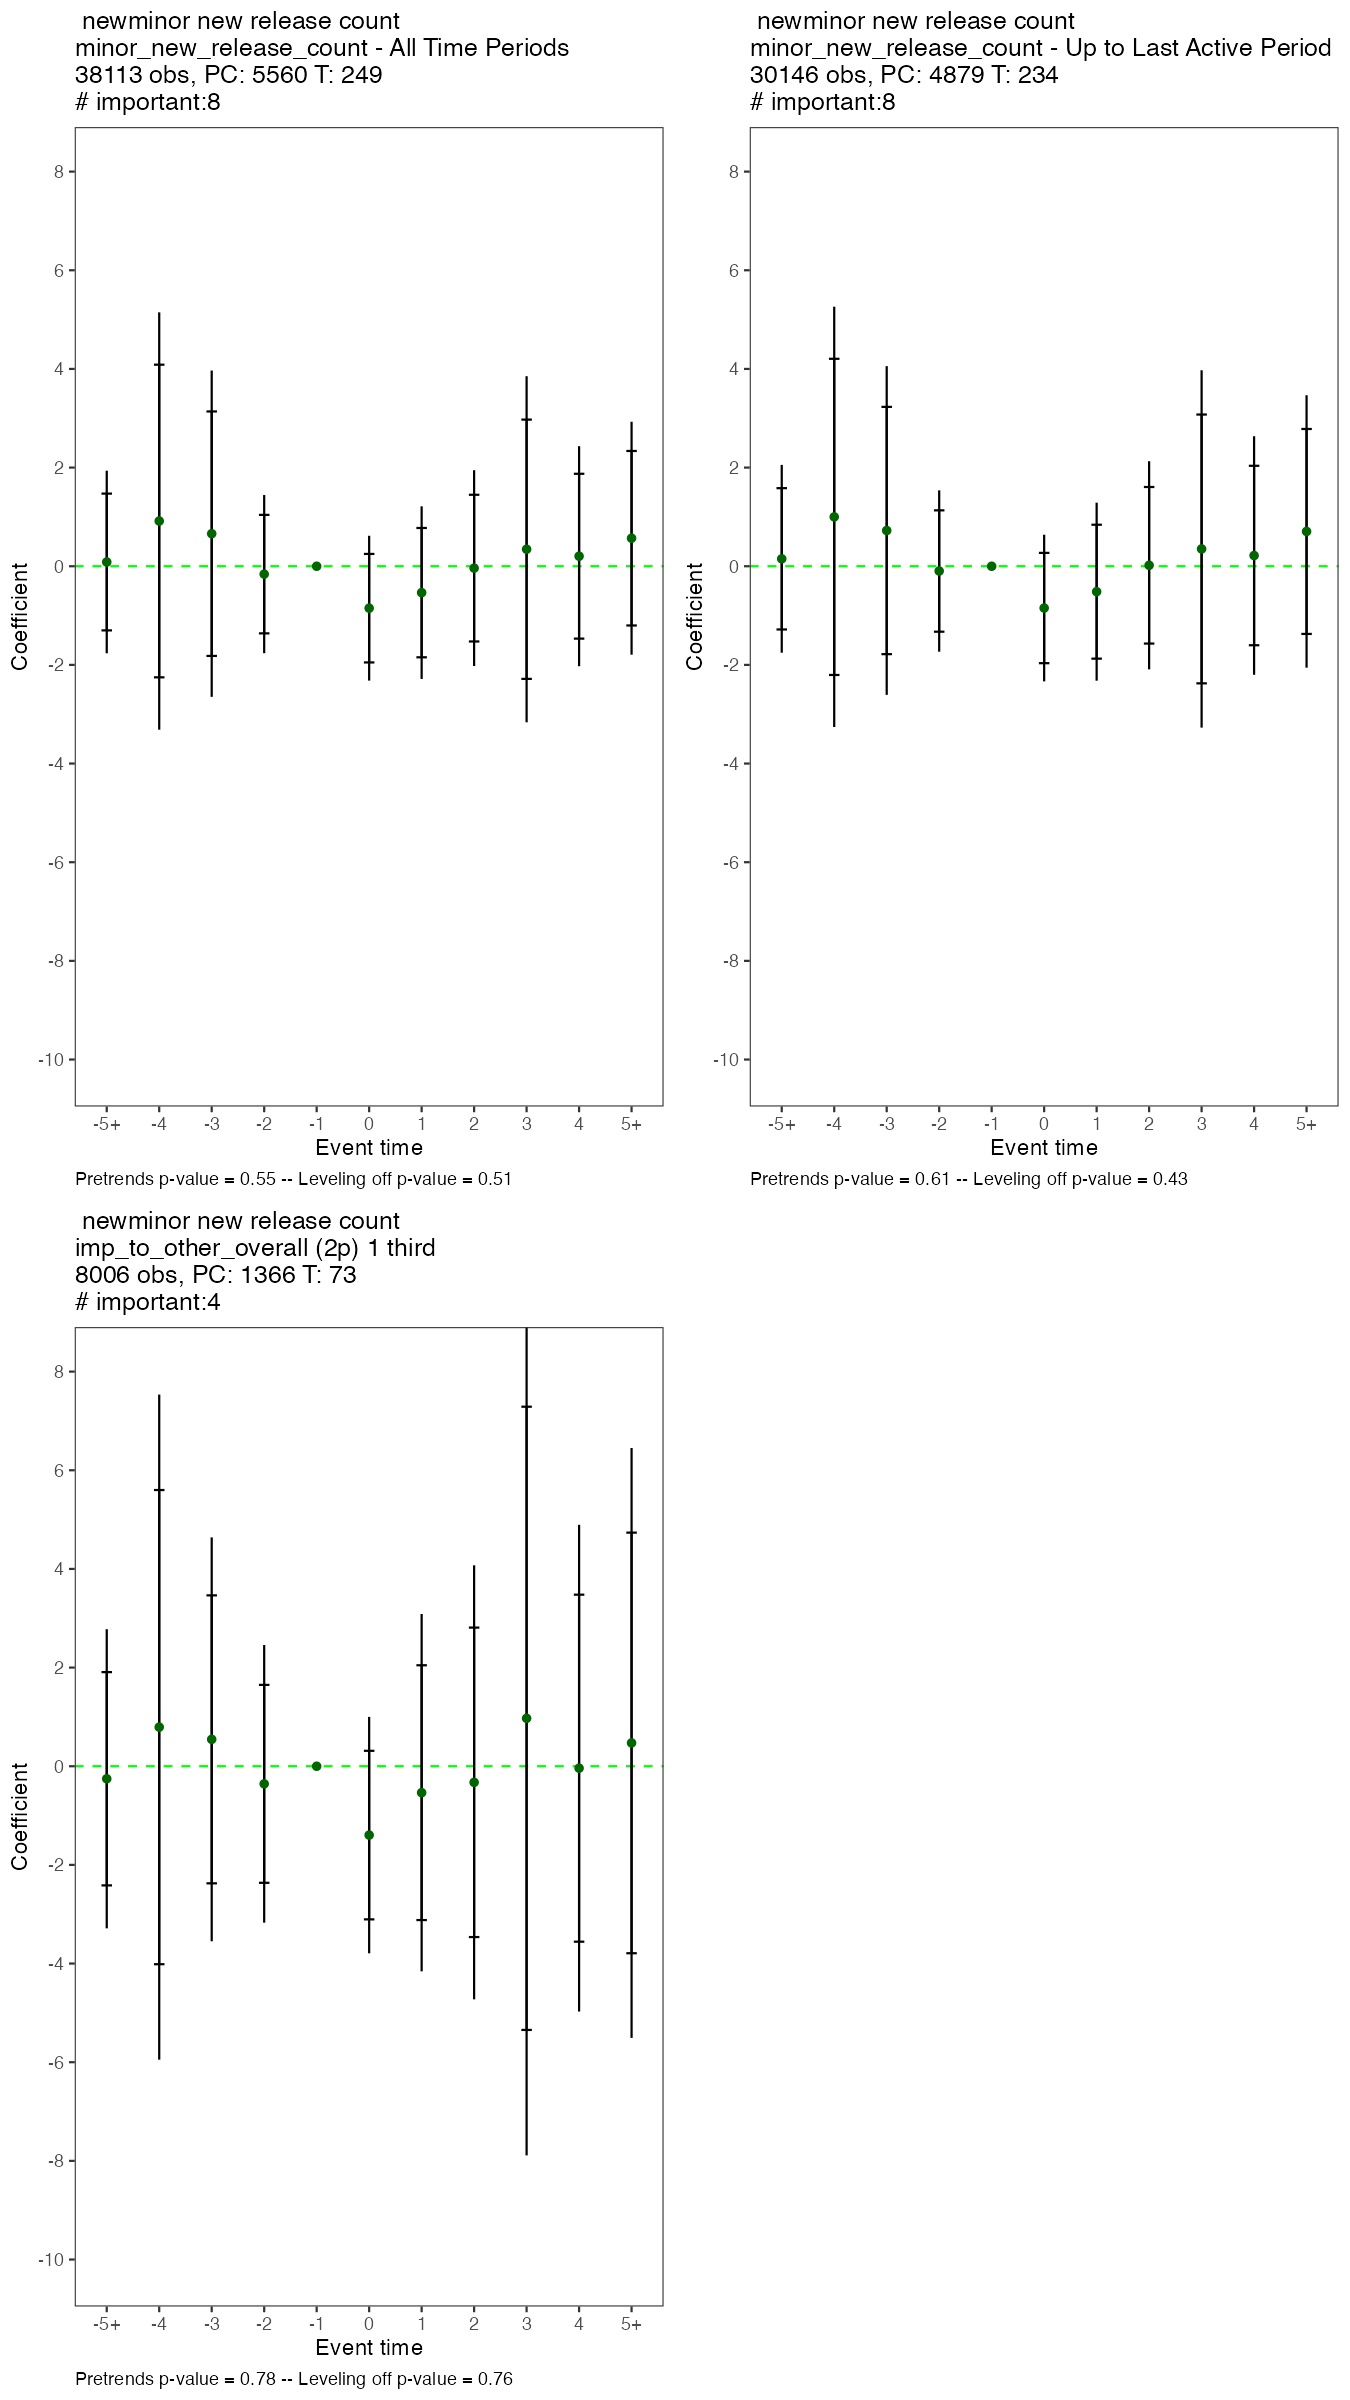 newminor new release count
minor_new_release_count - All Time Periods
38113 obs, PC: 5560 T: 249
# important:8
Coefficient
8
6
4
2
0
-2
-4
-6
-8
-10
-5+ -4 -3 -2 -1 0 1 2 3 4 5+
Event time
Pretrends p-value = 0.55 -- Leveling off p-value = 0.51
newminor new release count
minor_new_release_count - Up to Last Active Period
30146 obs, PC: 4879 T: 234
# important:8
Coefficient
8
6
4
2
0
-2
-4
-6
-8
-10
-5+ -4 -3 -2 -1 0 1 2 3 4 5+
Event time
Pretrends p-value = 0.61 -- Leveling off p-value = 0.43
newminor new release count
imp_to_other_overall (2p) 1 third
8006 obs, PC: 1366 T: 73
# important:4
Coefficient
8
6
4
2
0
-2
-4
-6
-8
-10
-5+ -4 -3 -2 -1 0 1 2 3 4 5+
Event time
Pretrends p-value = 0.78 -- Leveling off p-value = 0.76